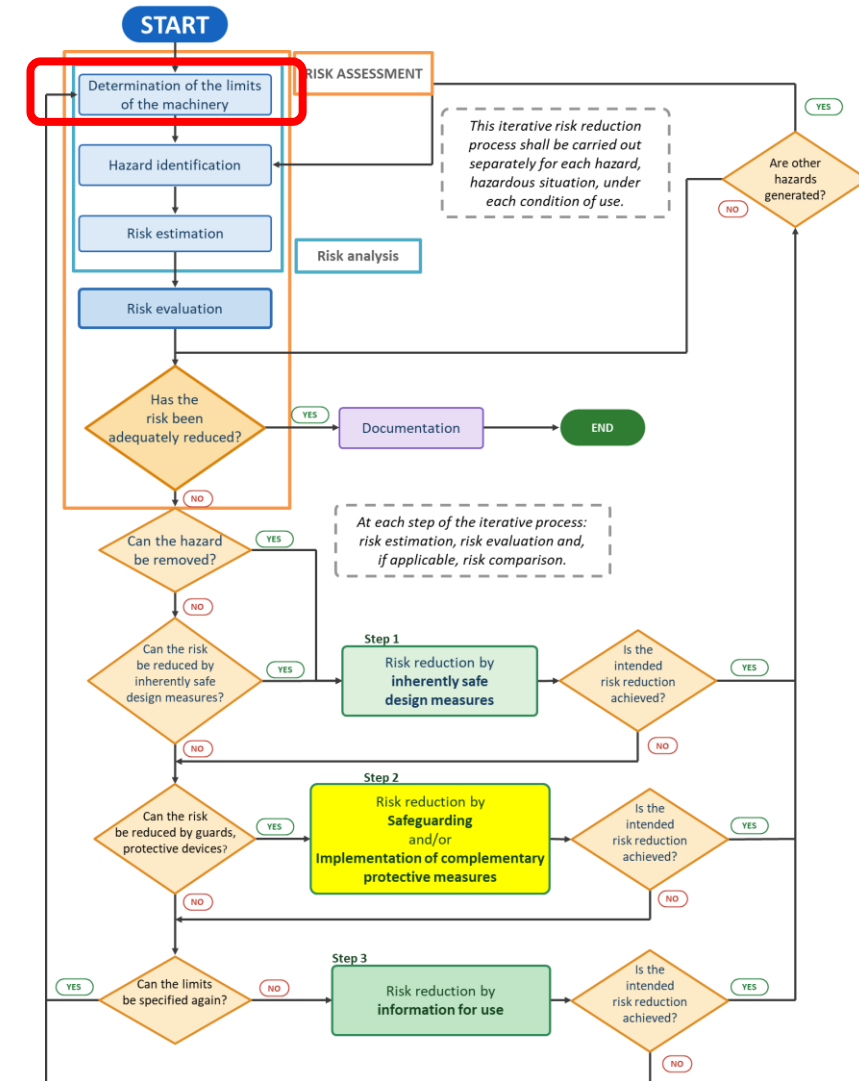 START
RISK ASSESSMENT
Determination of the limits
of the machinery
YES
This iterative risk reduction
process shall be carried out
separately for each hazard,
hazardous situation, under
each condition of use.
Hazard identification
Are other
hazards
generated?
NO
Risk estimation
Risk analysis
Risk evaluation
Has the
risk been
adequately reduced?
YES
Documentation
END
NO
At each step of the iterative process:
risk estimation, risk evaluation and,
if applicable, risk comparison.
Can the hazard
be removed?
YES
NO
Can the risk
be reduced by
inherently safe
design measures?
YES
Step 1
Risk reduction by
inherently safe
design measures
Is the
intended
risk reduction
achieved?
YES
NO
NO
Can the risk
be reduced by guards,
protective devices?
YES
Step 2
Risk reduction by
Safeguarding
and/or
Implementation of complementary
protective measures
Is the
intended
risk reduction
achieved?
YES
NO
NO
YES
Can the limits
be specified again?
NO
Step 3
Risk reduction by
information for use
Is the
intended
risk reduction
achieved?
YES
NO